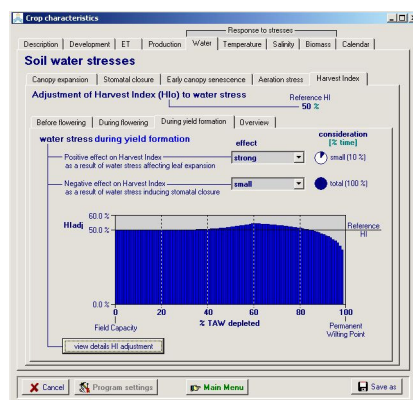 Crop characteristics
Response to stresses
Description Development ET Production Water Temperature Salinity Biomass Calendar
Soil water stresses
Canopy expansion Stomatal closure Early canopy senescence Aeration stress Harvest Index
Adjustment of Harvest Index (HIo) to water stress
Reference HI
50 %
Before flowering During flowering During yield formation Overview
water stress during yield formation
effect
consideration
[% time]
Positive effect on Harvest Index
as a result of water stress affecting leaf expansion
strong
small (10 %)
Negative effect on Harvest Index
as a result of water stress inducing stomatal closure
small
total (100 %)
HIadj
60.0 %
50.0 %
0.0 %
Reference
HI
0 20 40 60 80 100
% TAW depleted
Field Capacity
Permanent
Wilting Point
view details HI adjustment
Cancel Program settings Main Menu Save as